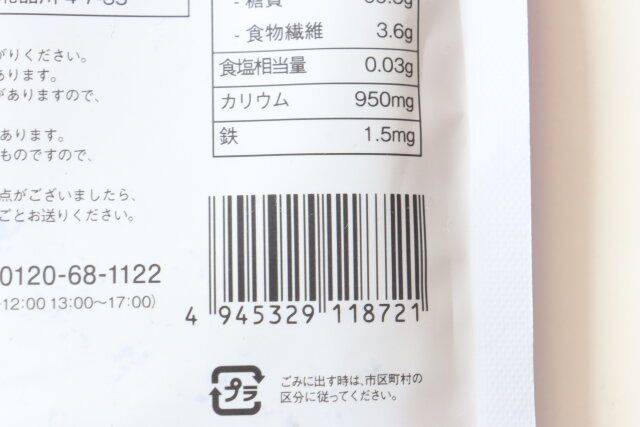 - 食物繊維 3.6g
食塩相当量 0.03g
カリウム 950mg
鉄 1.5mg
がりください。
あります。
がありますので、
あります。
ものですので、
点がございましたら、
ごとお送りください。
0120-68-1122
12:00 13:00～17:00)
4 945329 118721
プラ
ごみに出す時は、市区町村の
区分に従ってください。